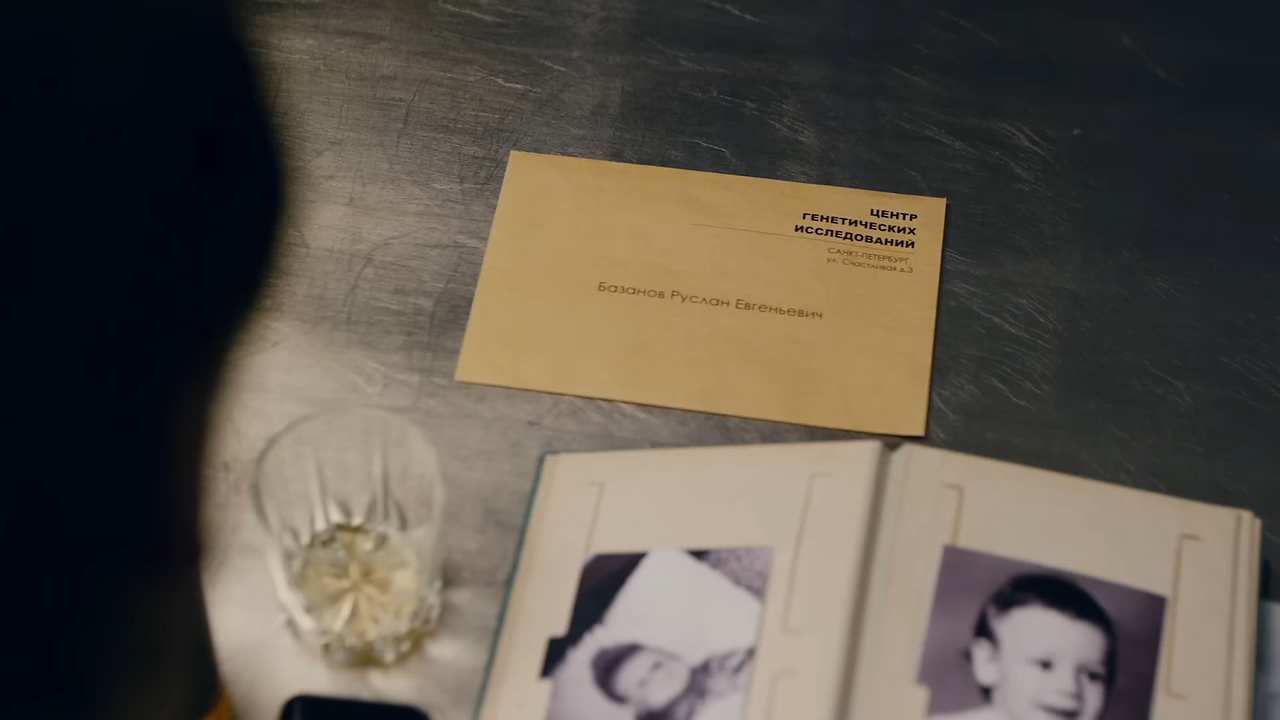 ЦЕНТР
ГЕНЕТИЧЕСКИХ
ИССЛЕДОВАНИЙ
САНКТ-ПЕТЕРБУРГ,
ул. Счастливая д.3
Базанов Руслан Евгеньевич